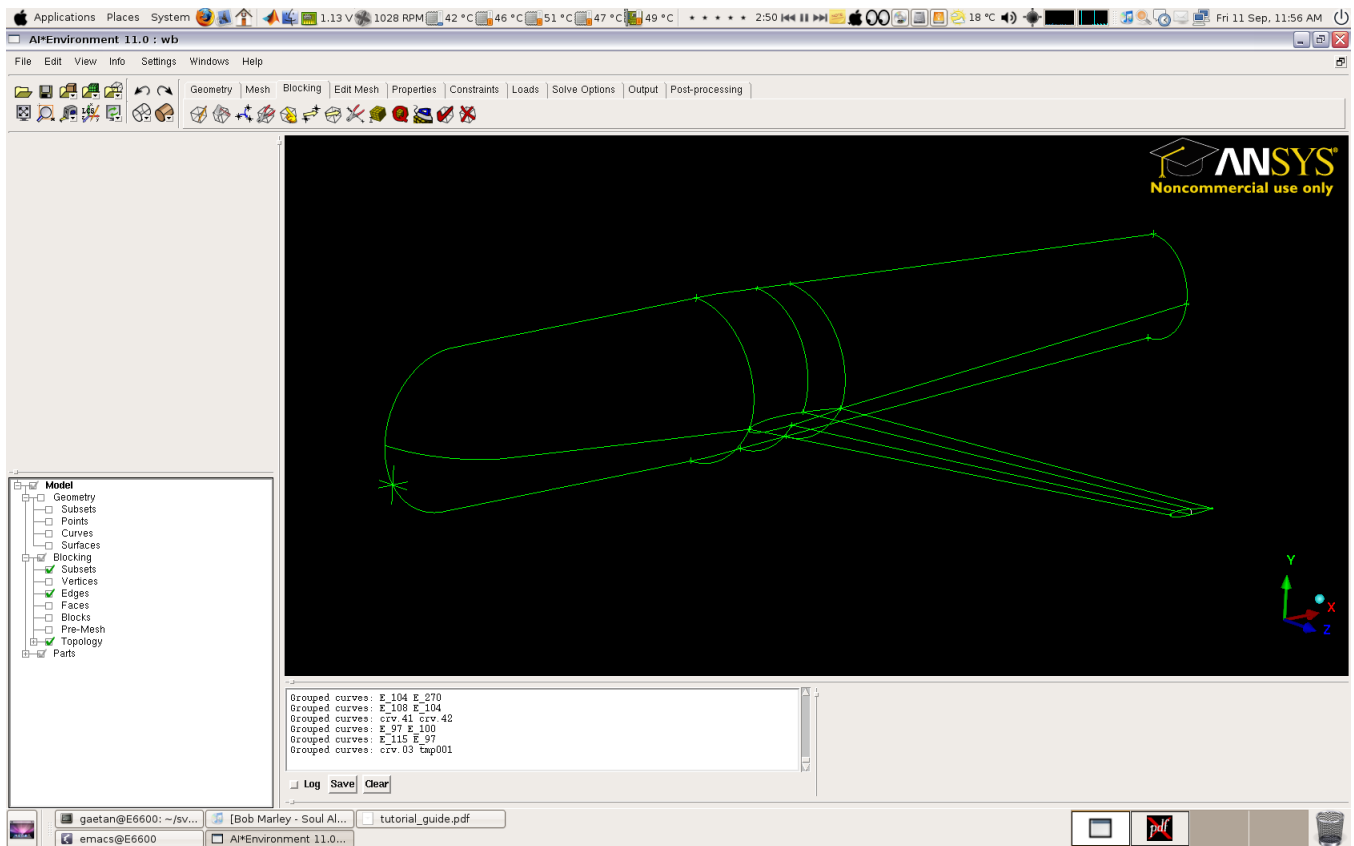 Applications Places System 1.13 V 1028 RPM 42 °C 46 °C 51 °C 47 °C 49 °C 2:50 18 °C Fri 11 Sep, 11:56 AM
AI*Environment 11.0 : wb
File Edit View Info Settings Windows Help
Geometry Mesh Blocking Edit Mesh Properties Constraints Loads Solve Options Output Post-processing
ANSYS
Noncommercial use only
Model
Geometry
Subsets
Points
Curves
Surfaces
Blocking
Subsets
Vertices
Edges
Faces
Blocks
Pre-Mesh
Topology
Parts
Y
X
Z
Grouped curves: E_104 E_270
Grouped curves: E_108 E_104
Grouped curves: crv.41 crv.42
Grouped curves: E_97 E_100
Grouped curves: E_115 E_97
Grouped curves: crv.03 tmp001
Log Save Clear
gaetan@E6600: ~/sv... [Bob Marley - Soul Al... tutorial_guide.pdf
emacs@E6600 AI*Environment 11.0...
pdf